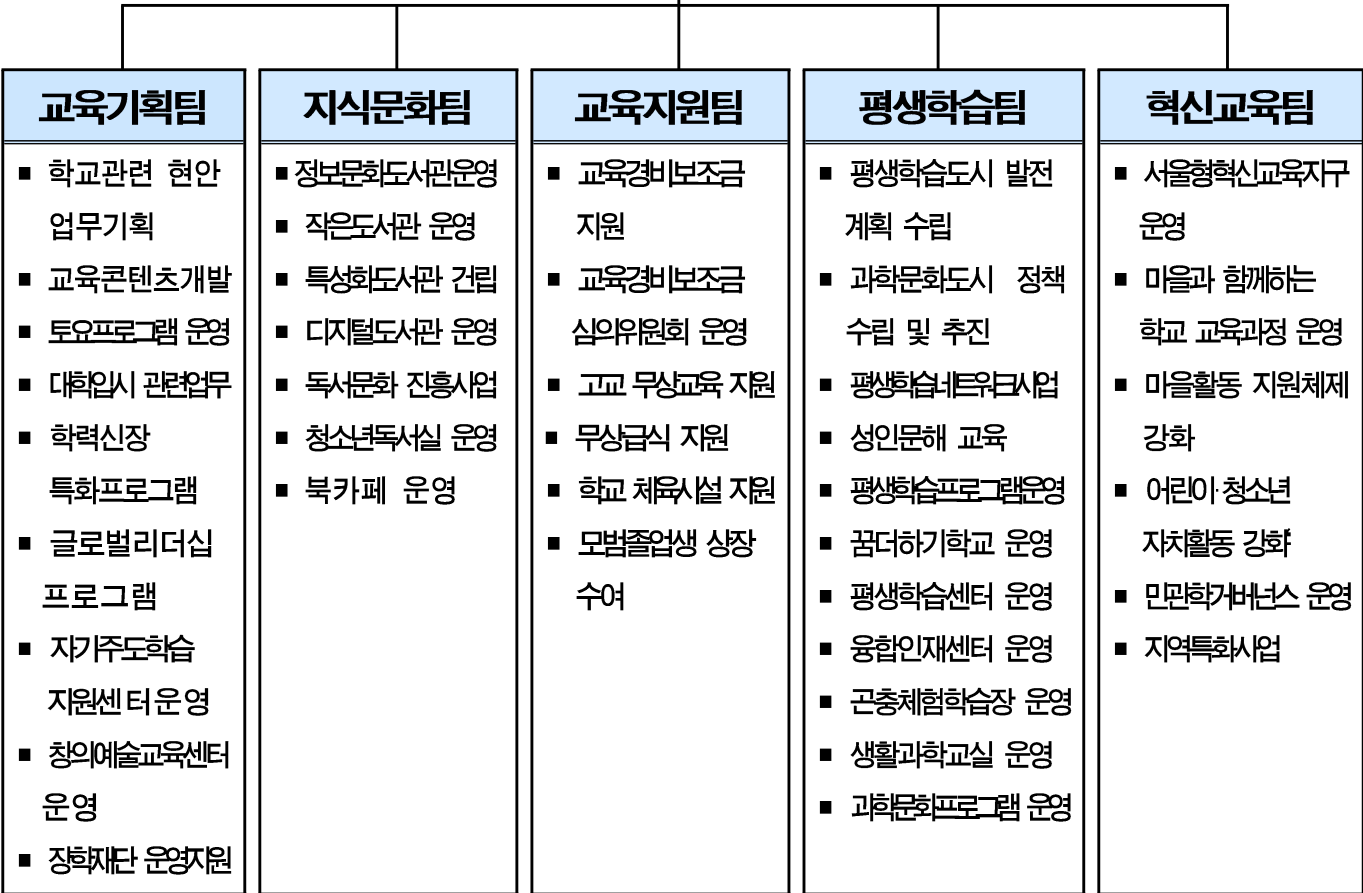 교육기획팀
■ 학교관련 현안
업무기획
■ 교육콘텐츠개발
■ 토요프로그램 운영
■ 대학입시 관련업무
■ 학력신장
특화프로그램
■ 글로벌리더십
프로그램
■ 자기주도학습
지원센터운영
■ 창의예술교육센터
운영
■ 장학재단 운영지원
지식문화팀
■ 정보문화도서관운영
■ 작은도서관 운영
■ 특성화도서관 건립
■ 디지털도서관 운영
■ 독서문화 진흥사업
■ 청소년독서실 운영
■ 북카페 운영
교육지원팀
■ 교육경비보조금
지원
■ 교육경비보조금
심의위원회 운영
■ 고교 무상교육 지원
■ 무상급식 지원
■ 학교 체육시설 지원
■ 모범졸업생 상장
수여
평생학습팀
■ 평생학습도시 발전
계획 수립
■ 과학문화도시 정책
수립 및 추진
■ 평생학습네트워크사업
■ 성인문해 교육
■ 평생학습프로그램운영
■ 꿈더하기학교 운영
■ 평생학습센터 운영
■ 융합인재센터 운영
■ 곤충체험학습장 운영
■ 생활과학교실 운영
■ 과학문화프로그램 운영
혁신교육팀
■ 서울형혁신교육지구
운영
■ 마을과 함께하는
학교 교육과정 운영
■ 마을활동 지원체제
강화
■ 어린이·청소년
자치활동 강화
■ 민관학거버넌스 운영
■ 지역특화사업